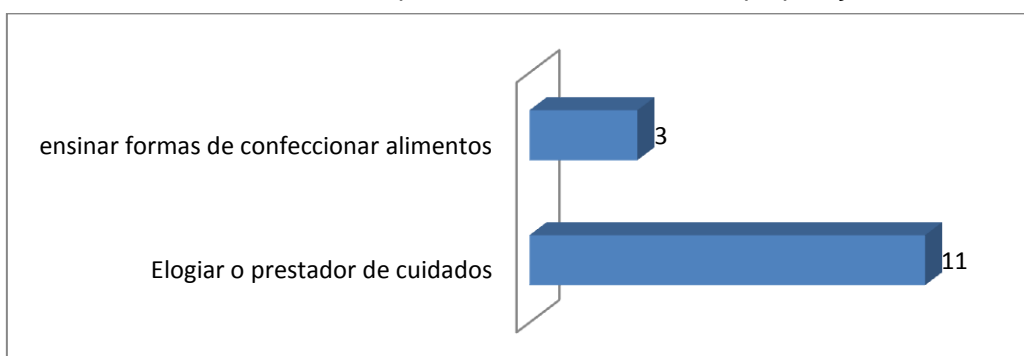 ensinar formas de confeccionar alimentos
3
Elogiar o prestador de cuidados
11